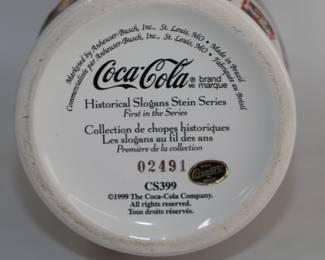 Marketed by Anheuser-Busch, Inc., St. Louis, MO • Made in Brazil
Commercialisée par Anheuser-Busch, Inc., St. Louis, MO • Fabriquée au Brésil
Coca-Cola® brand
MC marque
Historical Slogans Stein Series
First in the Series
Collection de chopes historiques
Les slogans au fil des ans
Première de la collection
02491
CS399
©1999 The Coca-Cola Company.
All rights reserved.
Tous droits réservés.